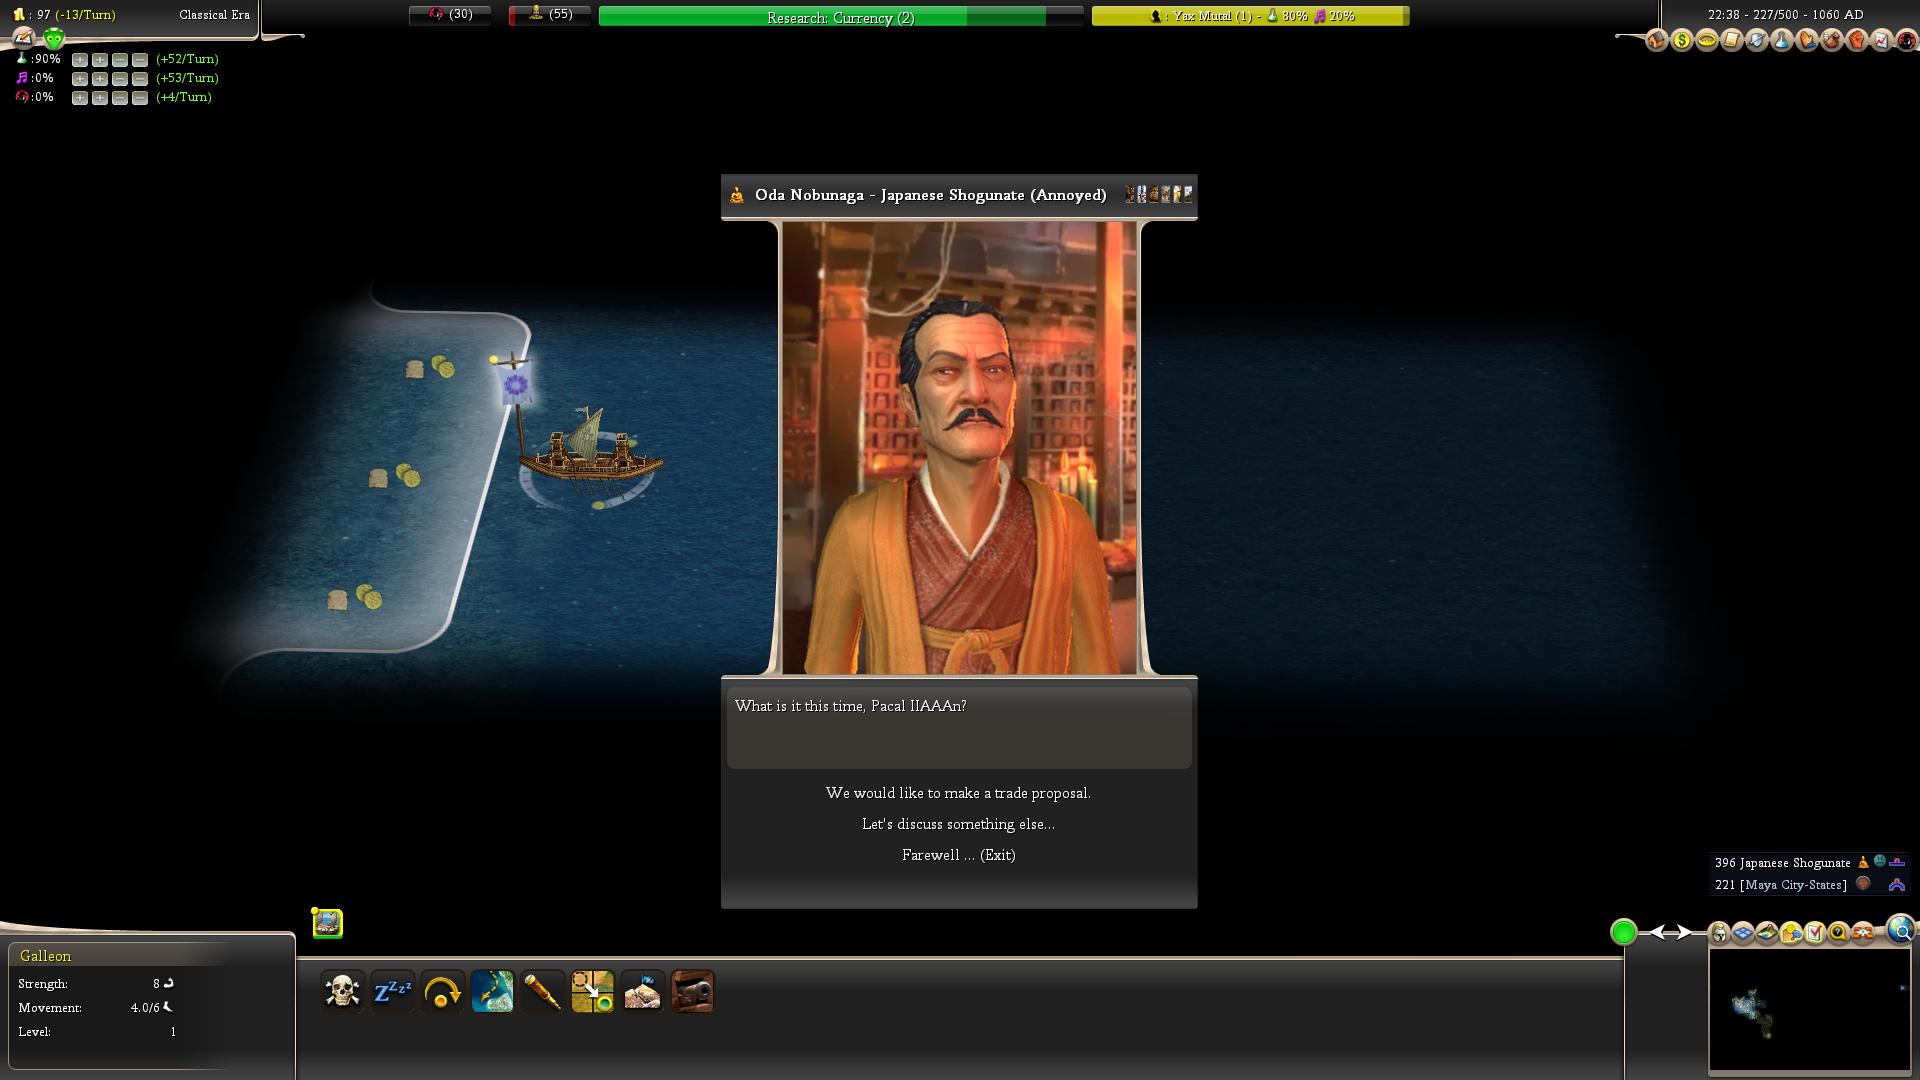 : 97 (-13/Turn)
Classical Era
(30)
(55)
Research: Currency (2)
: Yax Mutal (1) - 80% 20%
22:38 - 227/500 - 1060 AD
:90% (+52/Turn)
:0% (+53/Turn)
:0% (+4/Turn)
Oda Nobunaga - Japanese Shogunate (Annoyed)
What is it this time, Pacal IIAAAn?
We would like to make a trade proposal.
Let's discuss something else...
Farewell ... (Exit)
396 Japanese Shogunate
221 [Maya City-States]
Galleon
Strength: 8
Movement: 4.0/6
Level: 1
ZZzzz